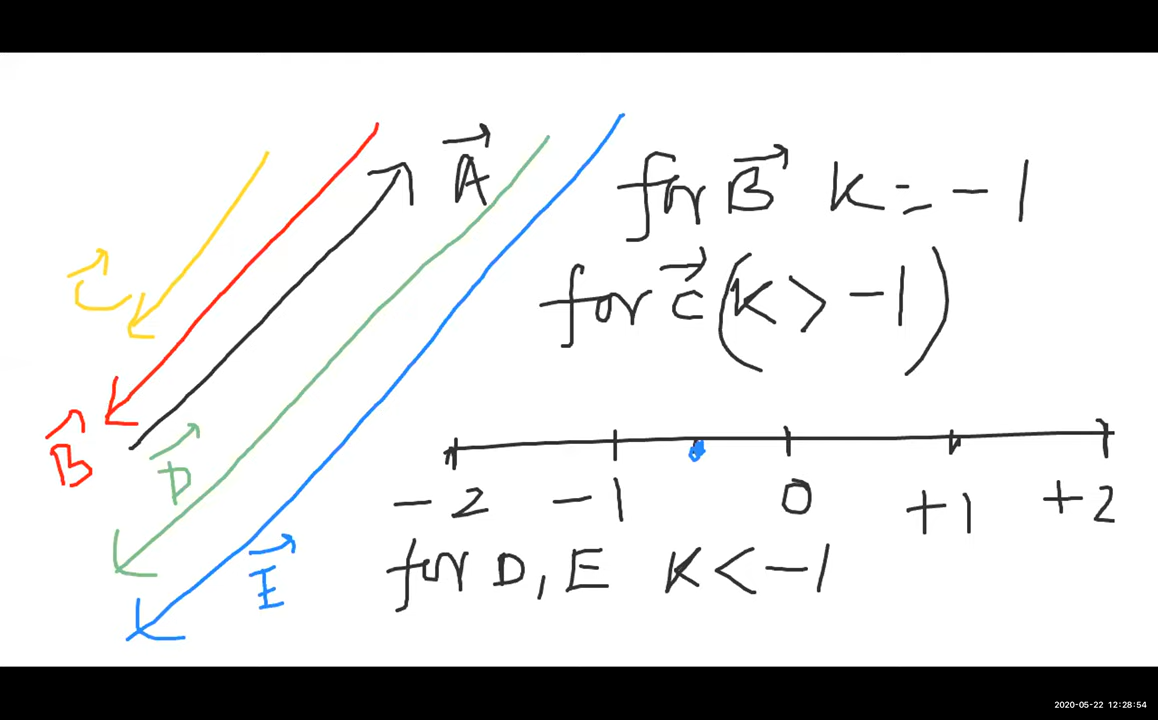 A
for B K = -1
C
for C (K > -1)
B
D
-2 -1 0 +1 +2
E
for D, E K < -1
2020-05-22 12:28:54